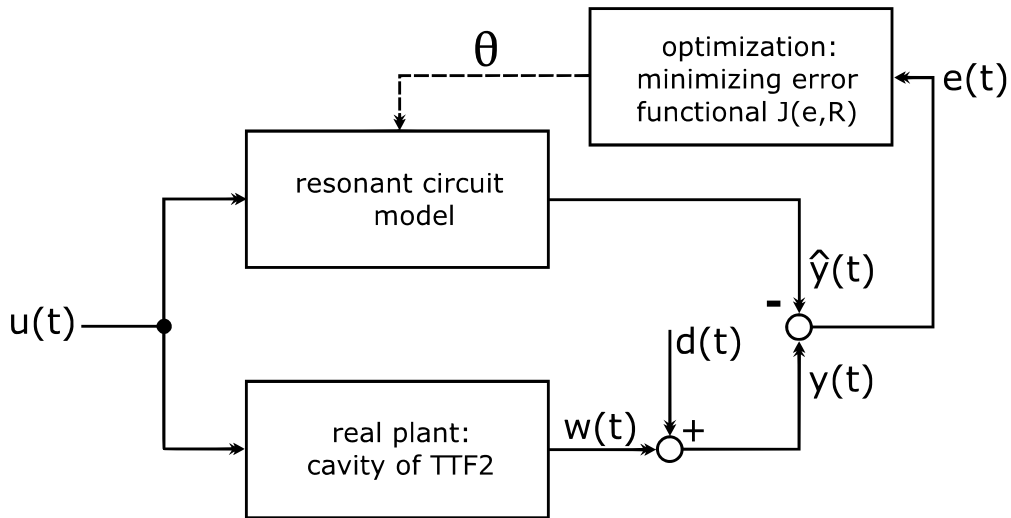 θ
optimization:
minimizing error
functional J(e,R)
e(t)
resonant circuit
model
ŷ(t)
-
u(t)
d(t)
y(t)
w(t)
+
real plant:
cavity of TTF2